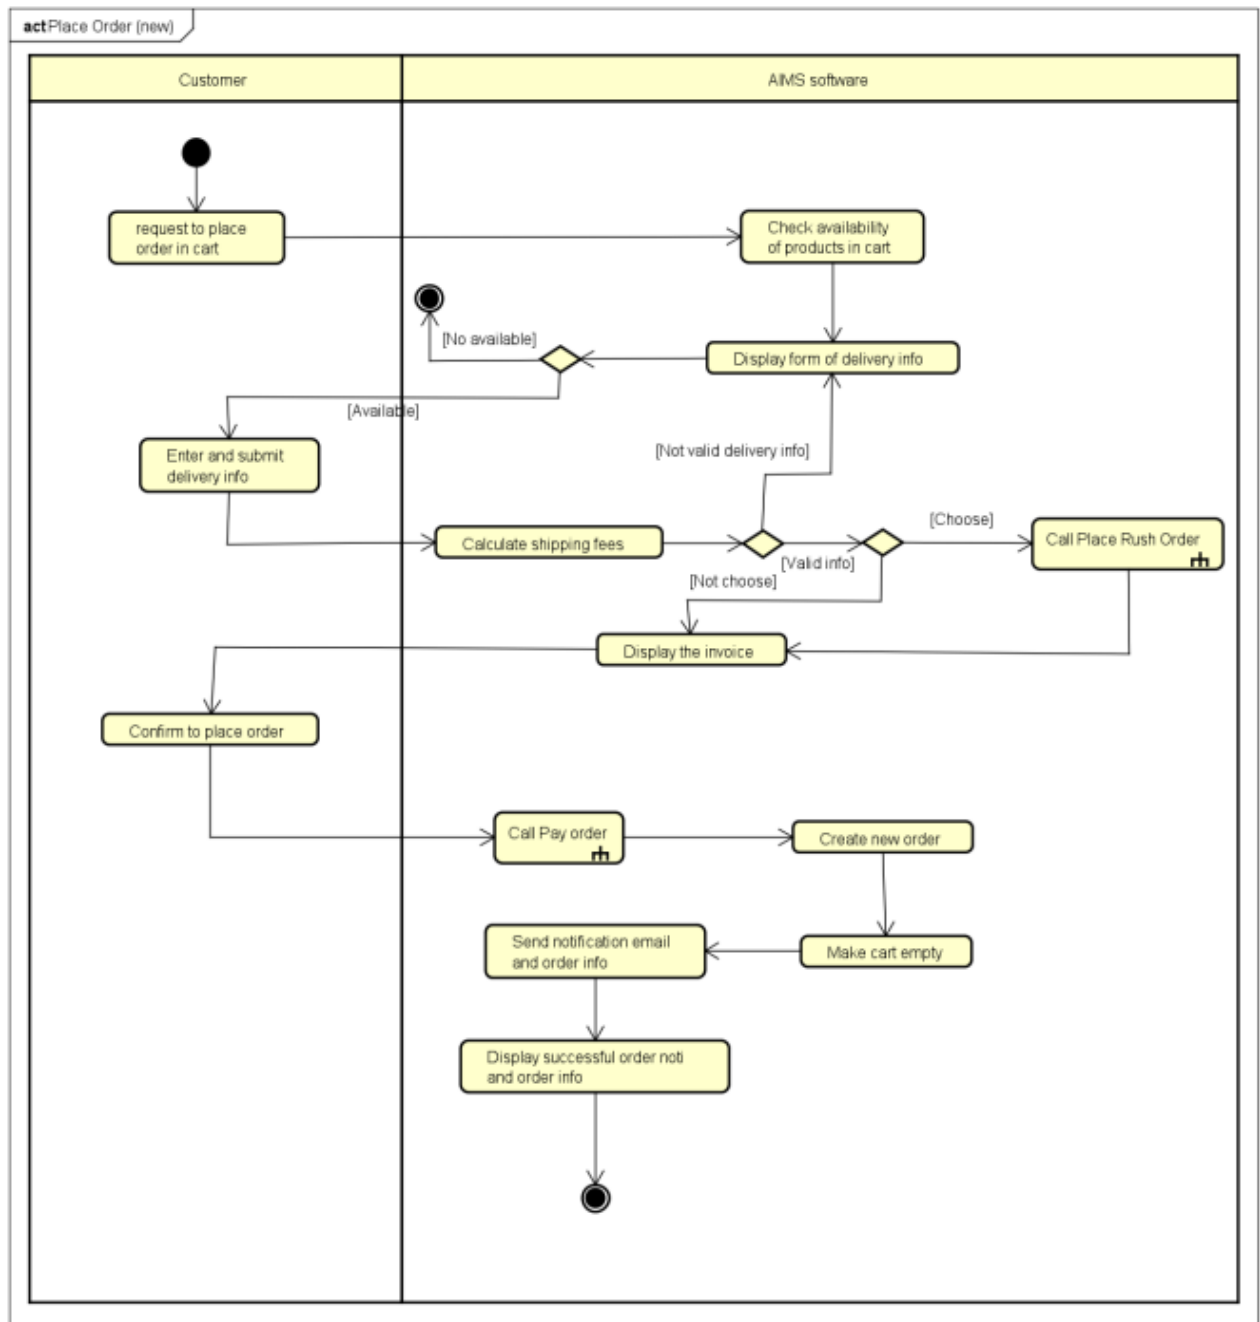 act Place Order (new)
Customer
AIMS software
request to place
order in cart
Check availability
of products in cart
[No available]
Display form of delivery info
[Available]
Enter and submit
delivery info
[Not valid delivery info]
Calculate shipping fees
[Valid info]
[Choose]
Call Place Rush Order
[Not choose]
Display the invoice
Confirm to place order
Call Pay order
Create new order
Send notification email
and order info
Make cart empty
Display successful order noti
and order info